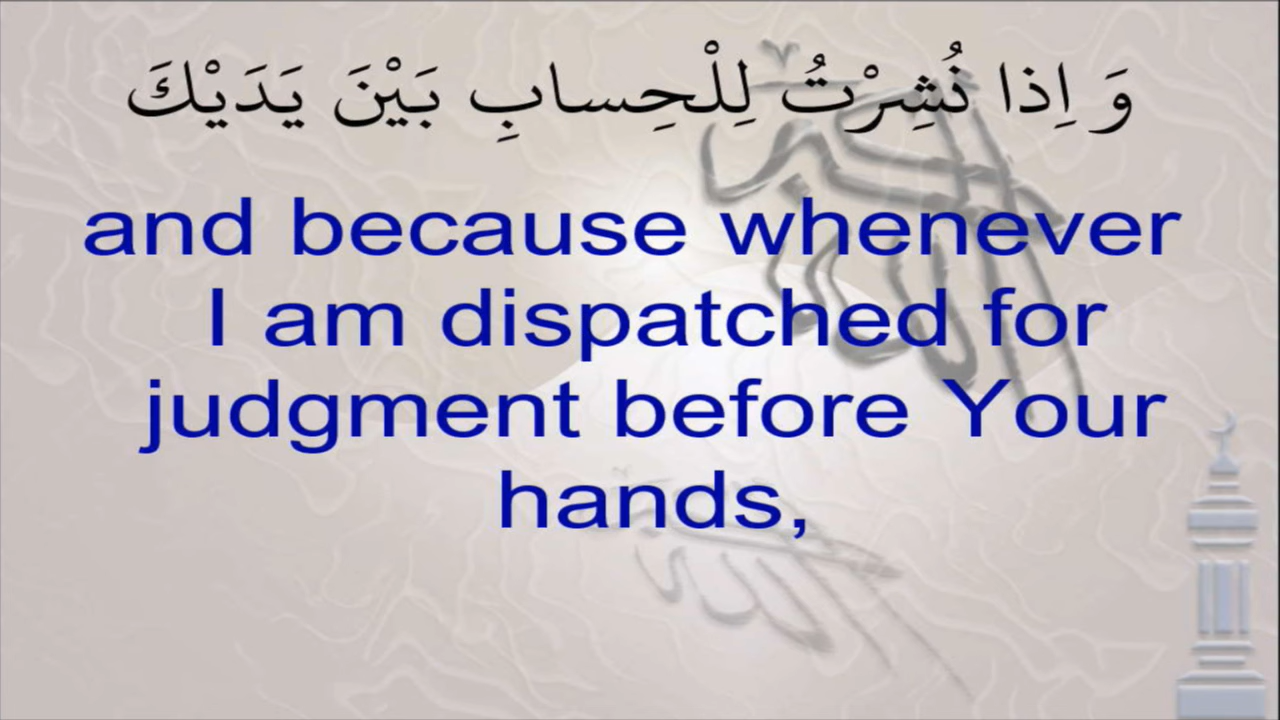 وَ اِذا نُشِرْتُ لِلْحِسابِ بَيْنَ يَدَيْكَ
and because whenever
I am dispatched for
judgment before Your
hands,